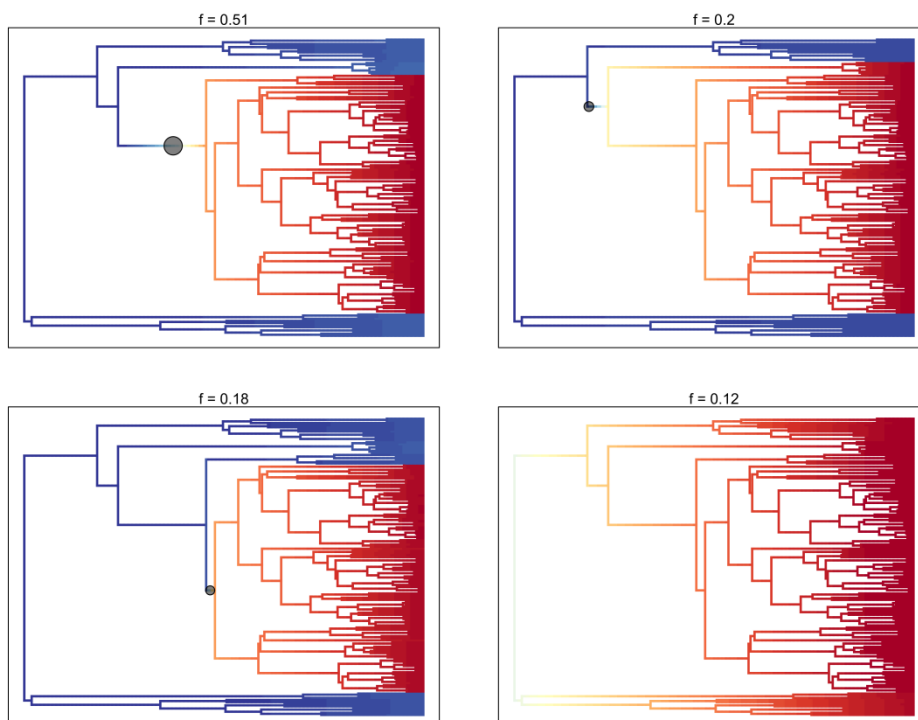 f = 0.51
f = 0.2
f = 0.18
f = 0.12